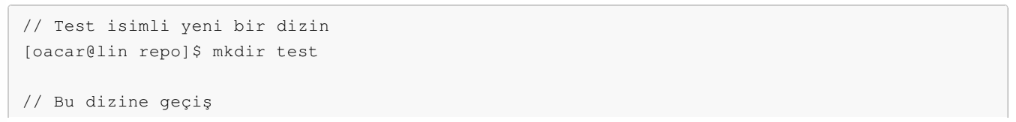 // Test isimli yeni bir dizin
[oacar@lin repo]$ mkdir test
// Bu dizine geçiş